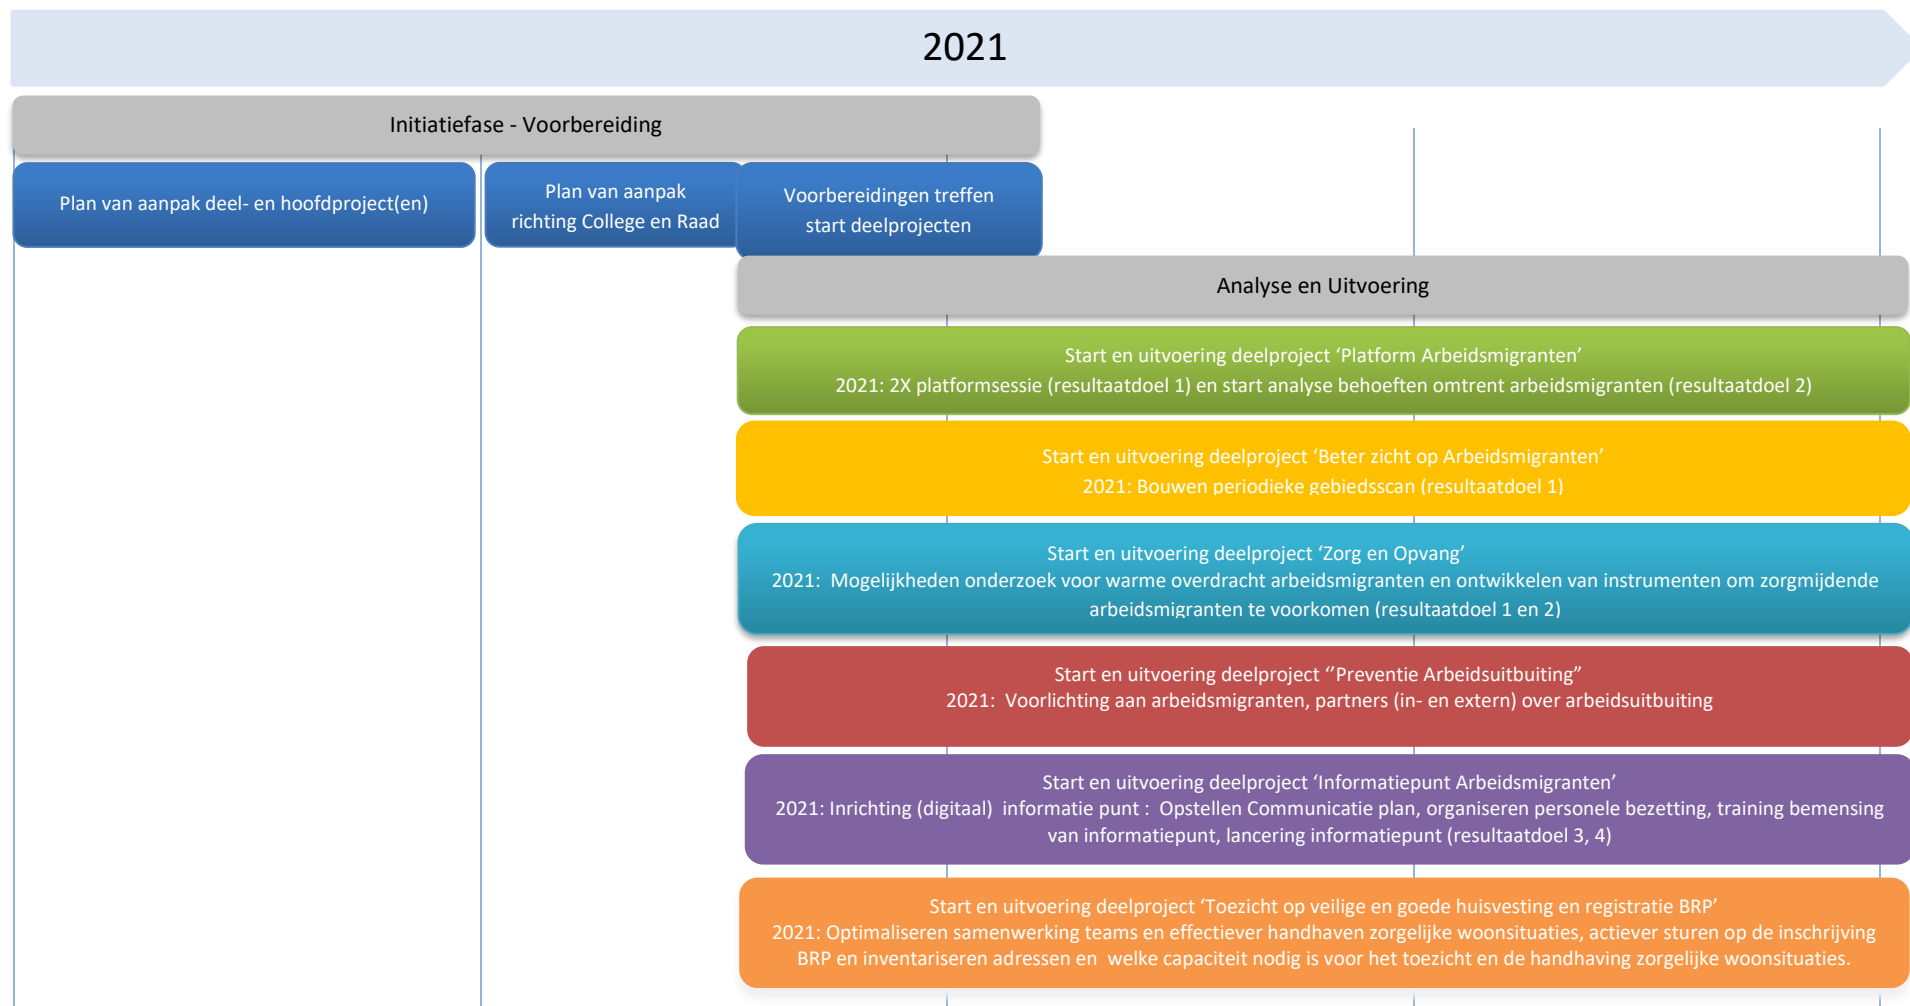 2021
Initiatiefase - Voorbereiding
Plan van aanpak deel- en hoofdproject(en)
Plan van aanpak
richting College en Raad
Voorbereidingen treffen
start deelprojecten
Analyse en Uitvoering
Start en uitvoering deelproject ‘Platform Arbeidsmigranten’
2021: 2X platformsessie (resultaatdoel 1) en start analyse behoeften omtrent arbeidsmigranten (resultaatdoel 2)
Start en uitvoering deelproject ‘Beter zicht op Arbeidsmigranten’
2021: Bouwen periodieke gebiedsscan (resultaatdoel 1)
Start en uitvoering deelproject ‘Zorg en Opvang’
2021:  Mogelijkheden onderzoek voor warme overdracht arbeidsmigranten en ontwikkelen van instrumenten om zorgmijdende
arbeidsmigranten te voorkomen (resultaatdoel 1 en 2)
Start en uitvoering deelproject ‘’Preventie Arbeidsuitbuiting”
2021:  Voorlichting aan arbeidsmigranten, partners (in- en extern) over arbeidsuitbuiting
Start en uitvoering deelproject ‘Informatiepunt Arbeidsmigranten’
2021: Inrichting (digitaal)  informatie punt :  Opstellen Communicatie plan, organiseren personele bezetting, training bemensing
van informatiepunt, lancering informatiepunt (resultaatdoel 3, 4)
Start en uitvoering deelproject ‘Toezicht op veilige en goede huisvesting en registratie BRP’
2021: Optimaliseren samenwerking teams en effectiever handhaven zorgelijke woonsituaties, actiever sturen op de inschrijving
BRP en inventariseren adressen en  welke capaciteit nodig is voor het toezicht en de handhaving zorgelijke woonsituaties.